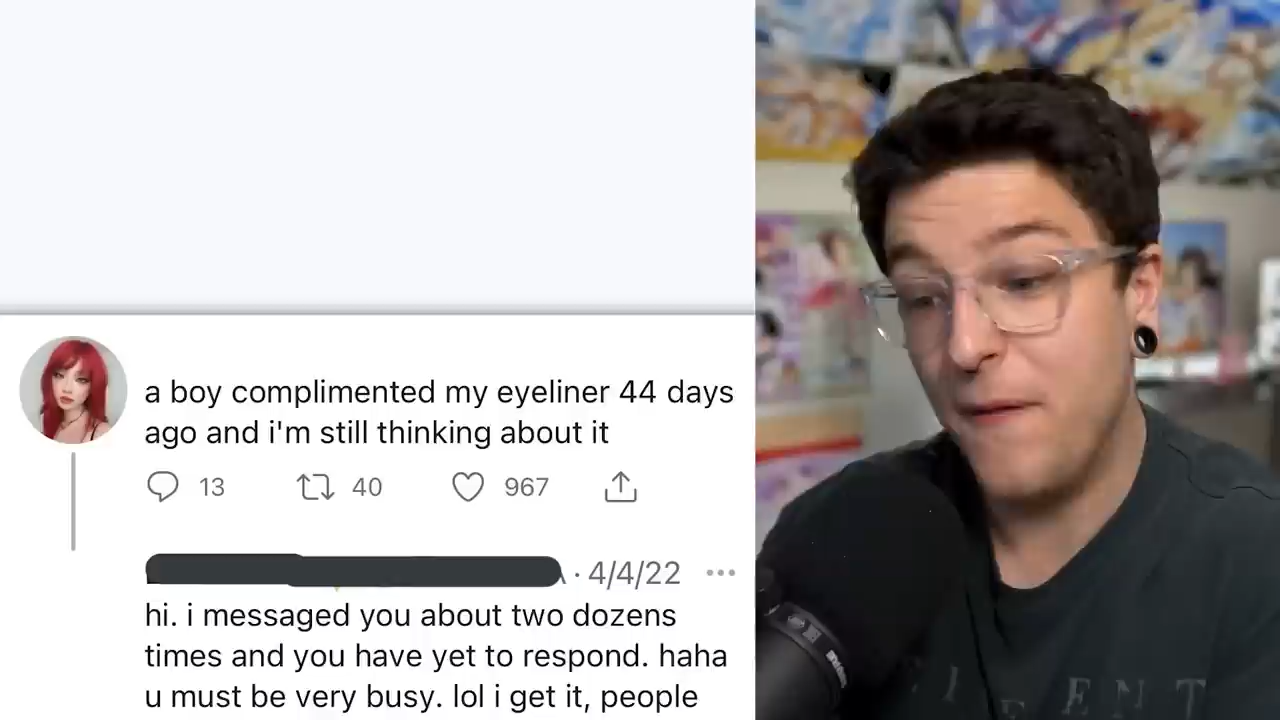 a boy complimented my eyeliner 44 days
ago and i'm still thinking about it
13 40 967
· 4/4/22 ···
hi. i messaged you about two dozens
times and you have yet to respond. haha
u must be very busy. lol i get it, people